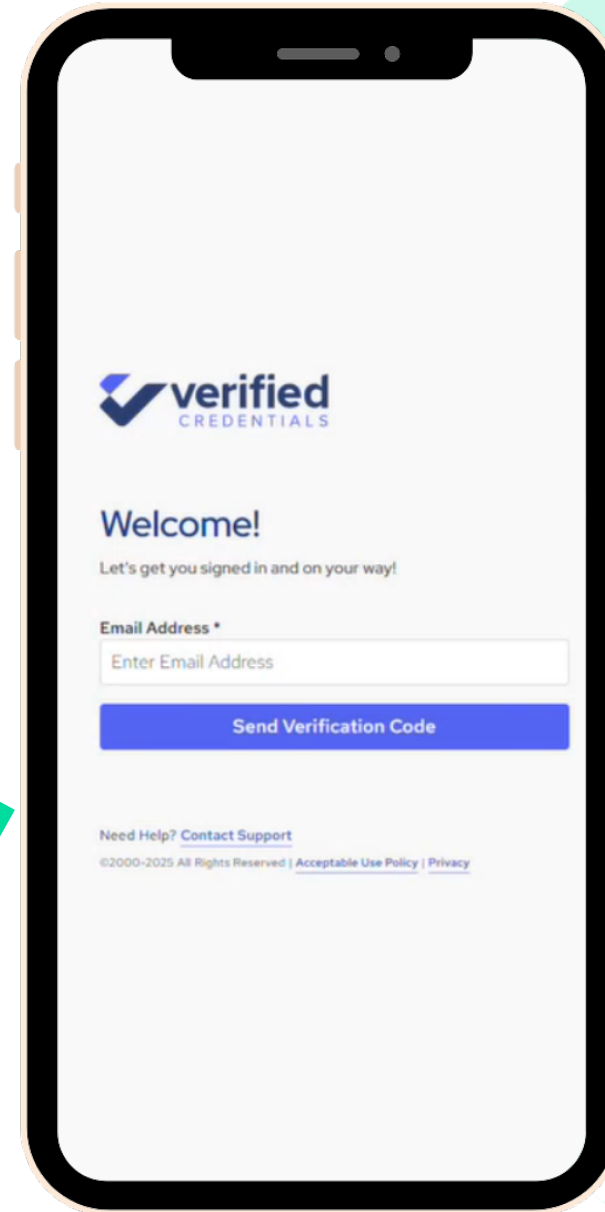 verified
CREDENTIALS
Welcome!
Let's get you signed in and on your way!
Email Address *
Enter Email Address
Send Verification Code
Need Help? Contact Support
©2000-2025 All Rights Reserved | Acceptable Use Policy | Privacy